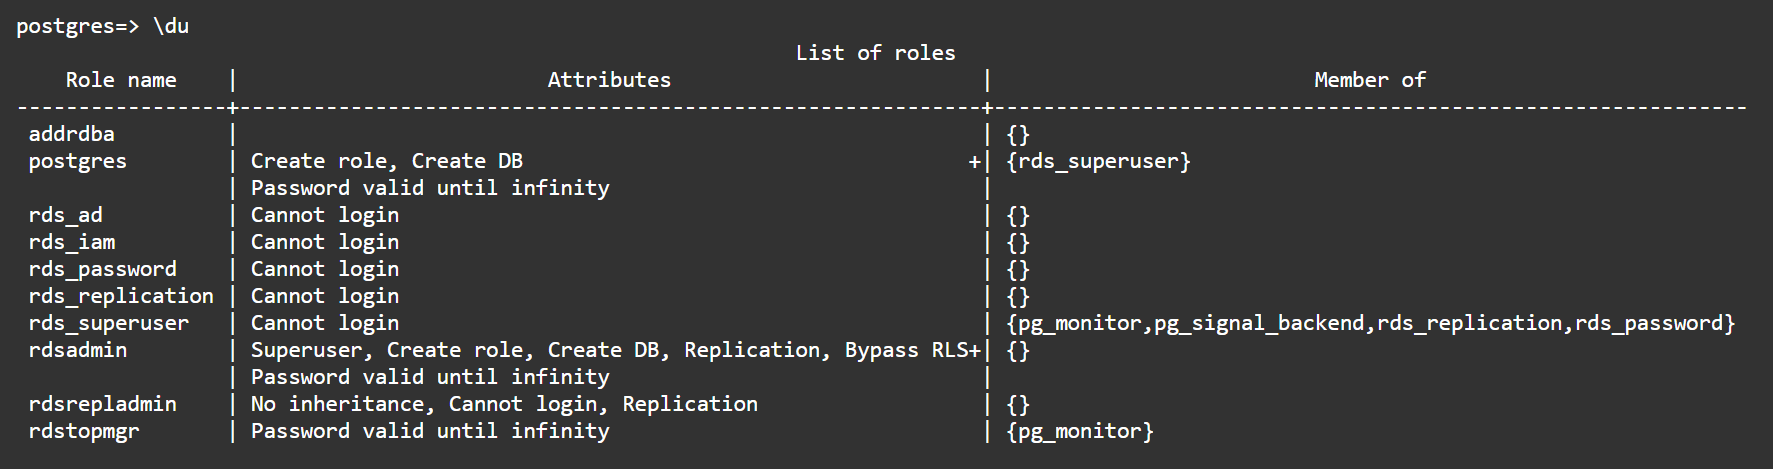 postgres=> \du
                                                               List of roles
    Role name    |                         Attributes                         |                          Member of
-----------------+------------------------------------------------------------+-------------------------------------------------------------
 addrdba         |                                                            | {}
 postgres        | Create role, Create DB                                    +| {rds_superuser}
                 | Password valid until infinity                              |
 rds_ad          | Cannot login                                               | {}
 rds_iam         | Cannot login                                               | {}
 rds_password    | Cannot login                                               | {}
 rds_replication | Cannot login                                               | {}
 rds_superuser   | Cannot login                                               | {pg_monitor,pg_signal_backend,rds_replication,rds_password}
 rdsadmin        | Superuser, Create role, Create DB, Replication, Bypass RLS+| {}
                 | Password valid until infinity                              |
 rdsrepladmin    | No inheritance, Cannot login, Replication                  | {}
 rdstopmgr       | Password valid until infinity                              | {pg_monitor}